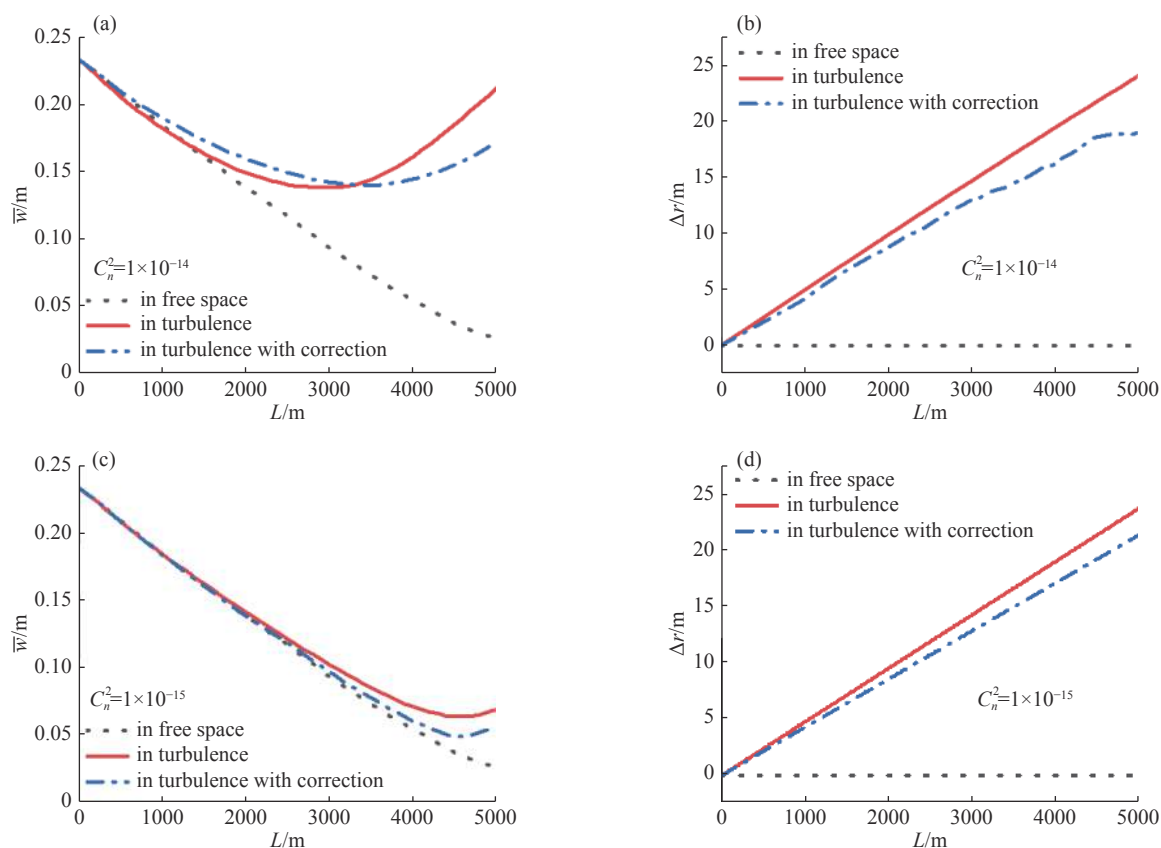 (a)
0.25
0.20
0.15
0.10
0.05
0
w̅/m
C_n^2=1×10^−14
in free space
in turbulence
in turbulence with correction
0 1000 2000 3000 4000 5000
L/m
(b)
25
20
15
10
5
0
Δr/m
in free space
in turbulence
in turbulence with correction
C_n^2=1×10^−14
0 1000 2000 3000 4000 5000
L/m
(c)
0.25
0.20
0.15
0.10
0.05
0
w̅/m
C_n^2=1×10^−15
in free space
in turbulence
in turbulence with correction
0 1000 2000 3000 4000 5000
L/m
(d)
25
20
15
10
5
0
Δr/m
in free space
in turbulence
in turbulence with correction
C_n^2=1×10^−15
0 1000 2000 3000 4000 5000
L/m